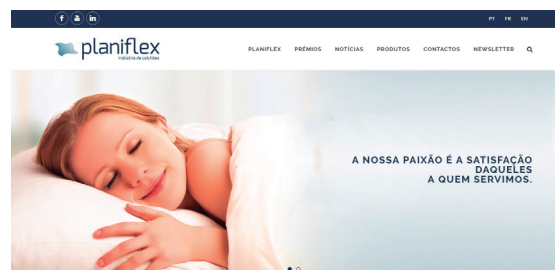 PT FR EN
planiflex
indústria de colchões
PLANIFLEX PRÉMIOS NOTÍCIAS PRODUTOS CONTACTOS NEWSLETTER
A NOSSA PAIXÃO É A SATISFAÇÃO
DAQUELES
A QUEM SERVIMOS.